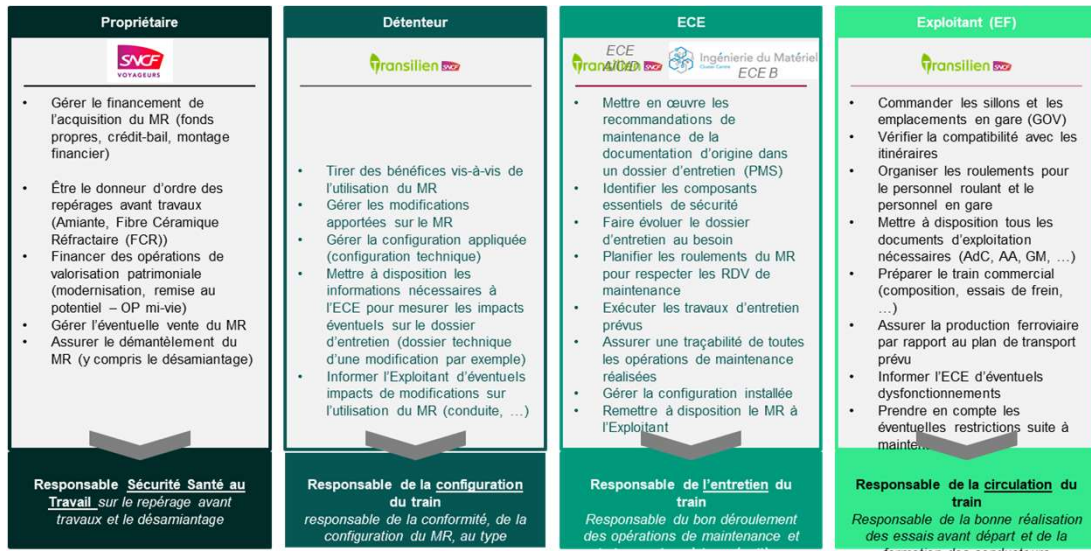 Propriétaire
SNCF
VOYAGEURS
• Gérer le financement de
l'acquisition du MR (fonds
propres, crédit-bail, montage
financier)
• Être le donneur d'ordre des
repérages avant travaux
(Amiante, Fibre Céramique
Réfractaire (FCR))
• Financer des opérations de
valorisation patrimoniale
(modernisation, remise au
potentiel – OP mi-vie)
• Gérer l'éventuelle vente du MR
• Assurer le démantèlement du
MR (y compris le désamiantage)
Responsable Sécurité Santé au
Travail sur le repérage avant
travaux et le désamiantage
Détenteur
Transilien SNCF
• Tirer des bénéfices vis-à-vis de
l'utilisation du MR
• Gérer les modifications
apportées sur le MR
• Gérer la configuration appliquée
(configuration technique)
• Mettre à disposition les
informations nécessaires à
l'ECE pour mesurer les impacts
éventuels sur le dossier
d'entretien (dossier technique
d'une modification par exemple)
• Informer l'Exploitant d'éventuels
impacts de modifications sur
l'utilisation du MR (conduite, …)
Responsable de la configuration
du train
responsable de la conformité, de la
configuration du MR, au type
ECE
ECE
Transilien SNCF
Ingénierie du Matériel
ECE B
• Mettre en œuvre les
recommandations de
maintenance de la
documentation d'origine dans
un dossier d'entretien (PMS)
• Identifier les composants
essentiels de sécurité
• Faire évoluer le dossier
d'entretien au besoin
• Planifier les roulements du MR
pour respecter les RDV de
maintenance
• Exécuter les travaux d'entretien
prévus
• Assurer une traçabilité de toutes
les opérations de maintenance
réalisées
• Gérer la configuration installée
• Remettre à disposition le MR à
l'Exploitant
Responsable de l'entretien du
train
Responsable du bon déroulement
des opérations de maintenance et
Exploitant (EF)
Transilien SNCF
• Commander les sillons et les
emplacements en gare (GOV)
• Vérifier la compatibilité avec les
itinéraires
• Organiser les roulements pour
le personnel roulant et le
personnel en gare
• Mettre à disposition tous les
documents d'exploitation
nécessaires (AdC, AA, GM, …)
• Préparer le train commercial
(composition, essais de frein,
…)
• Assurer la production ferroviaire
par rapport au plan de transport
prévu
• Informer l'ECE d'éventuels
dysfonctionnements
• Prendre en compte les
éventuelles restrictions suite à
Responsable de la circulation du
train
Responsable de la bonne réalisation
des essais avant départ et de la